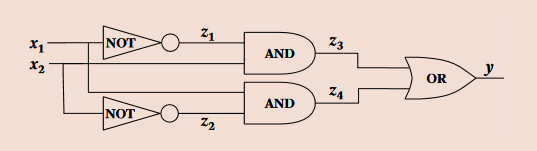 x1 NOT z1 AND z3
x2 OR y
NOT z2 AND z4